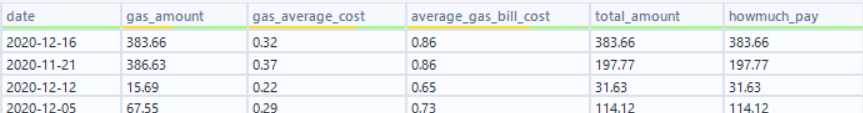 date gas_amount gas_average_cost average_gas_bill_cost total_amount howmuch_pay
2020-12-16 383.66 0.32 0.86 383.66 383.66
2020-11-21 386.63 0.37 0.86 197.77 197.77
2020-12-12 15.69 0.22 0.65 31.63 31.63
2020-12-05 67.55 0.29 0.73 114.12 114.12